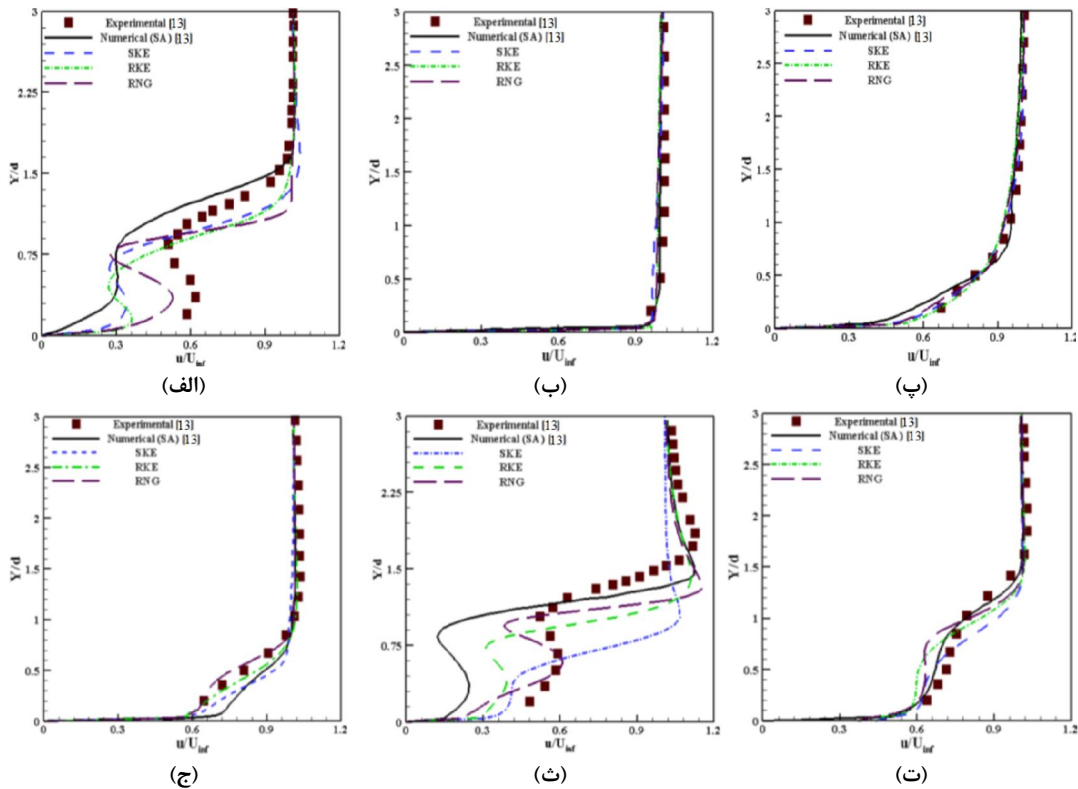 3
2.25
1.5
0.75
0
Y/d
0 0.3 0.6 0.9 1.2
u/U_inf
Experimental [13]
Numerical (SA) [13]
SKE
RKE
RNG
(الف)
3
2.5
2
1.5
1
0.5
0
Y/d
0 0.3 0.6 0.9 1.2
u/U_inf
Experimental [13]
Numerical (SA) [13]
SKE
RKE
RNG
(ب)
3
2.5
2
1.5
1
0.5
0
Y/d
0 0.3 0.6 0.9 1.2
u/U_inf
Experimental [13]
Numerical (SA) [13]
SKE
RKE
RNG
(پ)
3
2.5
2
1.5
1
0.5
0
Y/d
0 0.3 0.6 0.9 1.2
u/U_inf
Experimental [13]
Numerical (SA) [13]
SKE
RKE
RNG
(ج)
3
2.25
1.5
0.75
0
Y/d
0 0.3 0.6 0.9 1.2
u/U_inf
Experimental [13]
Numerical (SA) [13]
SKE
RKE
RNG
(ث)
3
2.5
2
1.5
1
0.5
0
Y/d
0 0.3 0.6 0.9 1.2
u/U_inf
Experimental [13]
Numerical (SA) [13]
SKE
RKE
RNG
(ت)